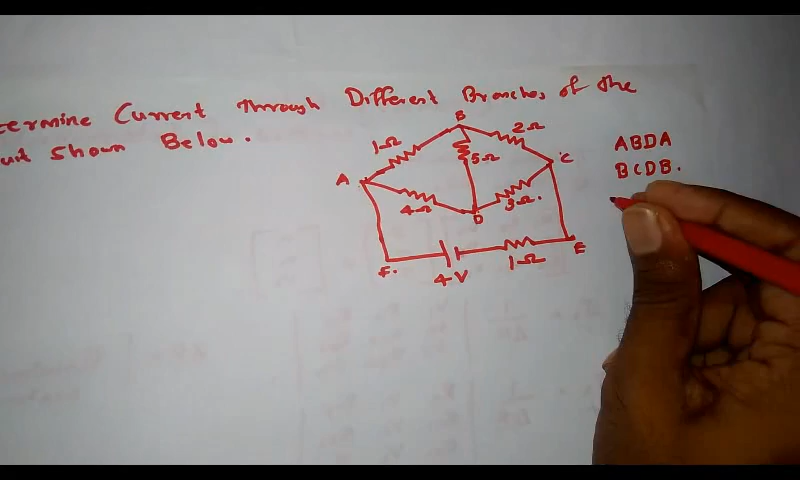 termine Current Through Different Branches of the
uit Shown Below.
B
1Ω
2Ω
5Ω
A
C
4Ω
D
3Ω.
F.
4V
1Ω
E
ABDA
BCDB.